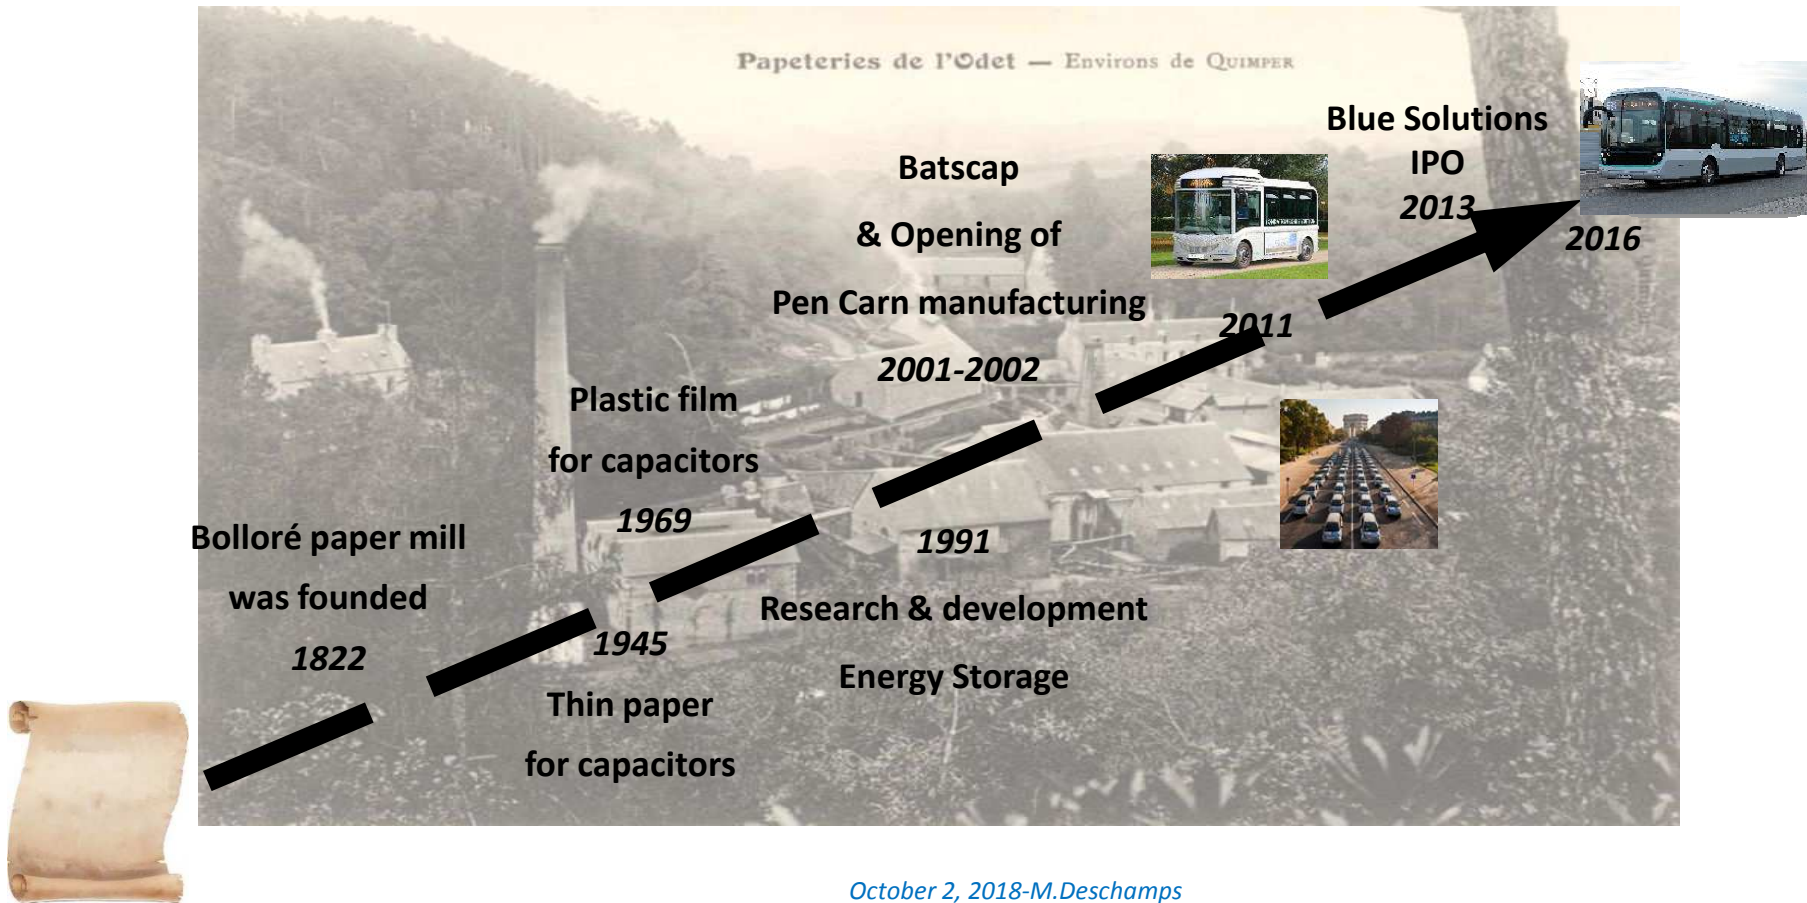 Papeteries de l'Odet — Environs de QUIMPER
Blue Solutions
IPO
2013
2016
Batscap
& Opening of
Pen Carn manufacturing
2001-2002
2011
Plastic film
for capacitors
1969
1991
Research & development
Energy Storage
Bolloré paper mill
was founded
1822
1945
Thin paper
for capacitors
October 2, 2018-M.Deschamps